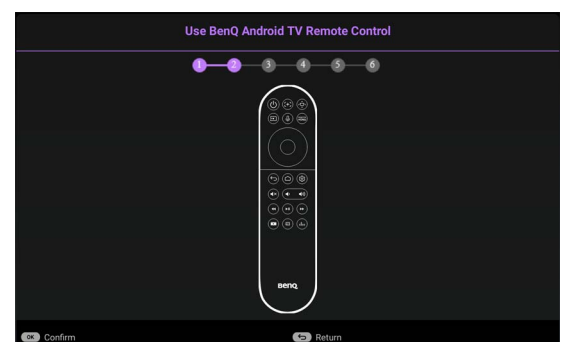 Use BenQ Android TV Remote Control
1 2 3 4 5 6
BenQ
OK Confirm
Return